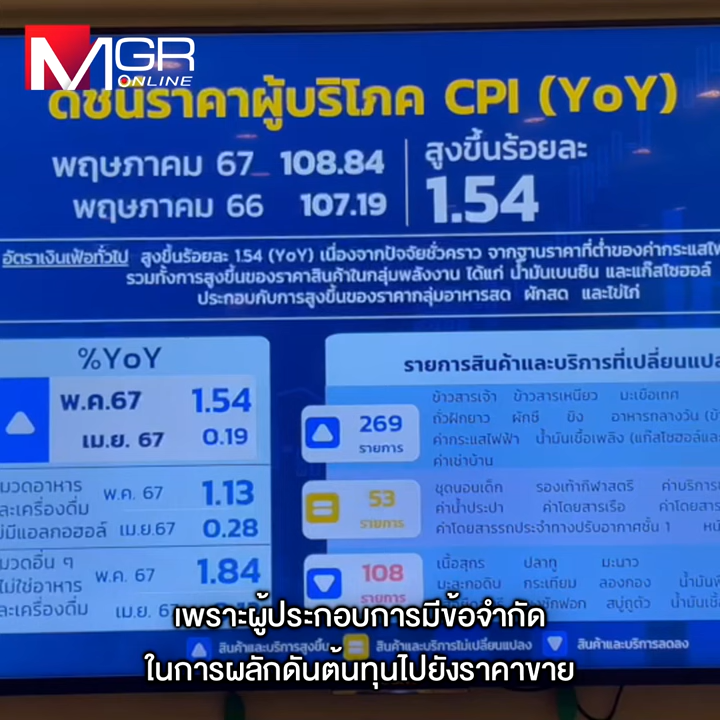 MGR
ONLINE
ดัชนีราคาผู้บริโภค CPI (YoY)
พฤษภาคม 67 108.84
พฤษภาคม 66 107.19
สูงขึ้นร้อยละ
1.54
อัตราเงินเฟ้อทั่วไป สูงขึ้นร้อยละ 1.54 (YoY) เนื่องจากปัจจัยชั่วคราว จากฐานราคาที่ต่ำของค่ากระแสไฟ
รวมทั้งการสูงขึ้นของราคาสินค้าในกลุ่มพลังงาน ได้แก่ น้ำมันเบนซิน และแก๊สโซฮอล์
ประกอบกับการสูงขึ้นของราคากลุ่มอาหารสด ผักสด และไข่ไก่
%YoY
พ.ค.67 1.54
เม.ย. 67 0.19
หมวดอาหาร
และเครื่องดื่ม
ไม่มีแอลกอฮอล์
พ.ค. 67 1.13
เม.ย.67 0.28
หมวดอื่น ๆ
ไม่ใช่อาหาร
และเครื่องดื่ม
พ.ค. 67 1.84
เม.ย. 67
รายการสินค้าและบริการที่เปลี่ยนแปล
269
รายการ
ข้าวสารเจ้า ข้าวสารเหนียว มะเขือเทศ
ถั่วฝักยาว ผักชี ขิง อาหารกลางวัน
ค่ากระแสไฟฟ้า น้ำมันเชื้อเพลิง (แก๊สโซฮอล์และ
ค่าเช่าบ้าน
53
รายการ
ชุดนอนเด็ก รองเท้ากีฬาสตรี ค่าบริการ
ค่าน้ำประปา ค่าโดยสารเรือ ค่าโดยสาร
ค่าโดยสารรถประจำทางปรับอากาศชั้น 1
108
รายการ
เนื้อสุกร ปลาทู มะนาว
มะละกอดิบ กระเทียม ลองกอง
สบู่ถูตัว
สินค้าและบริการสูงขึ้น สินค้าและบริการไม่เปลี่ยนแปลง สินค้าและบริการลดลง
เพราะผู้ประกอบการมีข้อจำกัด
ในการผลักดันต้นทุนไปยังราคาขาย